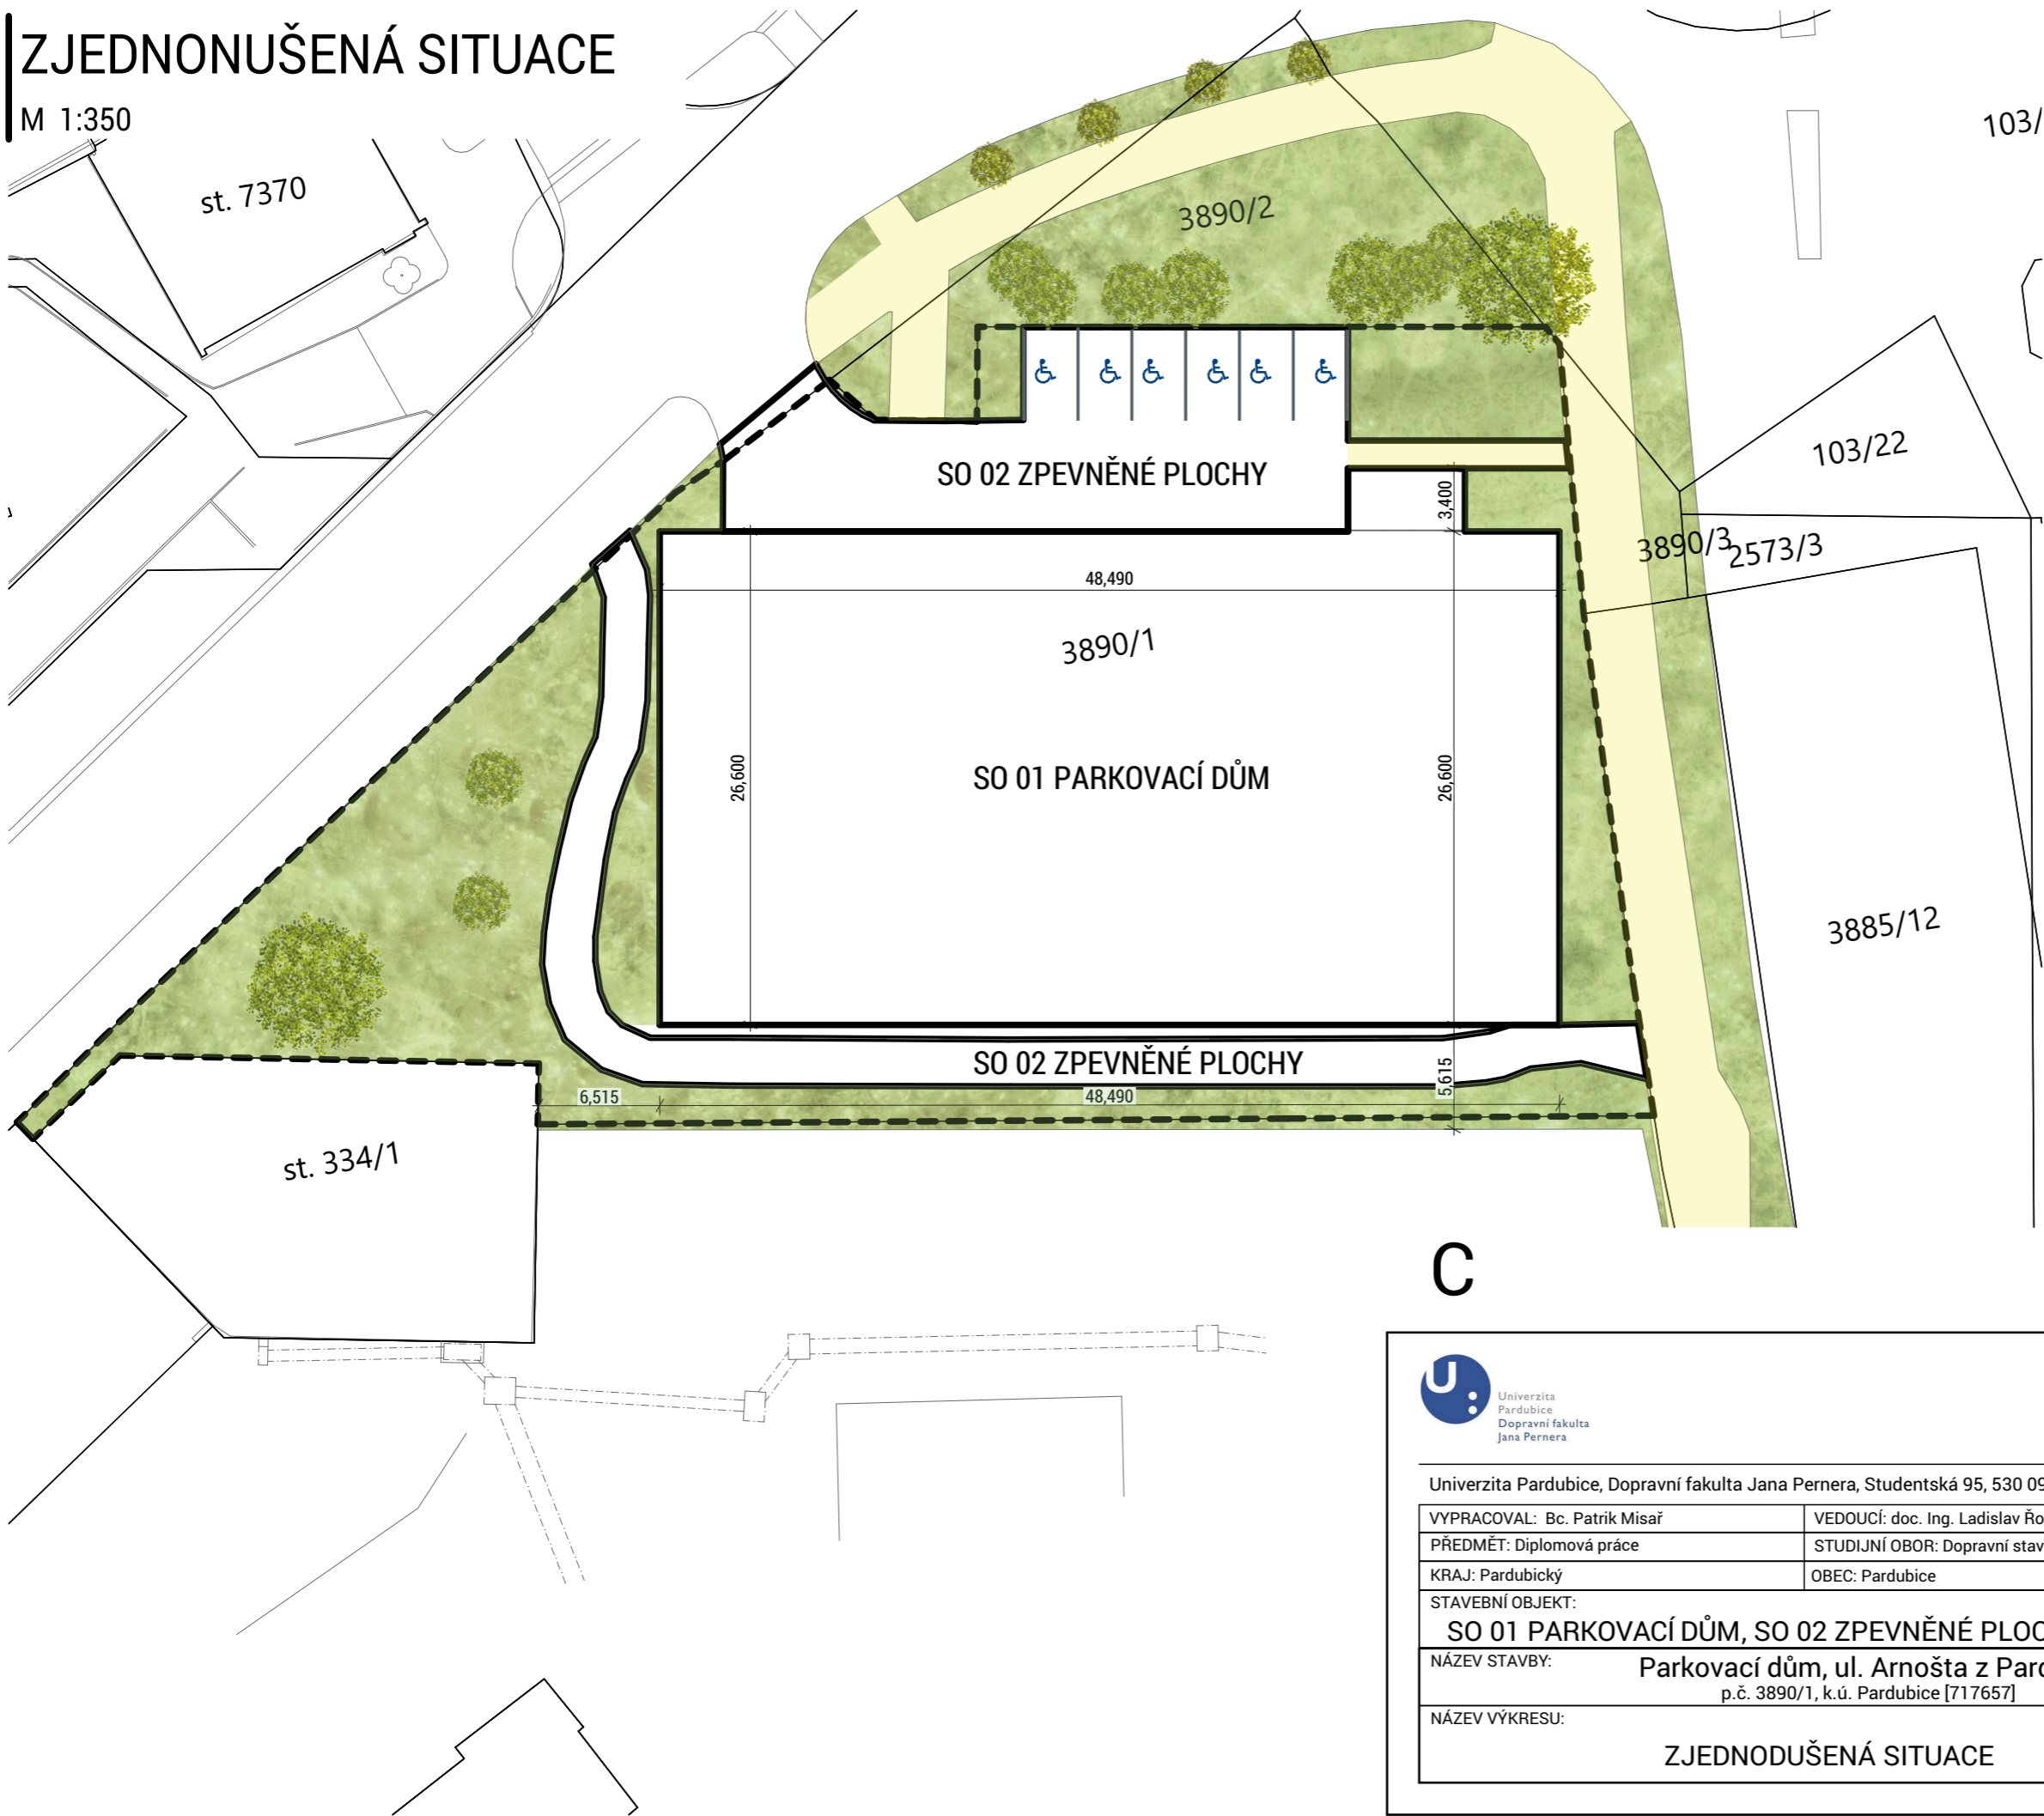 ZJEDNONUŠENÁ SITUACE
M 1:350
st. 7370
103/
3890/2
103/22
SO 02 ZPEVNĚNÉ PLOCHY
3,400
3890/3
2573/3
48,490
3890/1
26,600
SO 01 PARKOVACÍ DŮM
26,600
3885/12
SO 02 ZPEVNĚNÉ PLOCHY
5,615
6,515
48,490
st. 334/1
C
U
Univerzita
Pardubice
Dopravní fakulta
Jana Pernera
Univerzita Pardubice, Dopravní fakulta Jana Pernera, Studentská 95, 530 09
VYPRACOVAL: Bc. Patrik Misař
VEDOUCÍ: doc. Ing. Ladislav Řo
PŘEDMĚT: Diplomová práce
STUDIJNÍ OBOR: Dopravní stav
KRAJ: Pardubický
OBEC: Pardubice
STAVEBNÍ OBJEKT:
SO 01 PARKOVACÍ DŮM, SO 02 ZPEVNĚNÉ PLOC
NÁZEV STAVBY:
Parkovací dům, ul. Arnošta z Pard
p.č. 3890/1, k.ú. Pardubice [717657]
NÁZEV VÝKRESU:
ZJEDNODUŠENÁ SITUACE